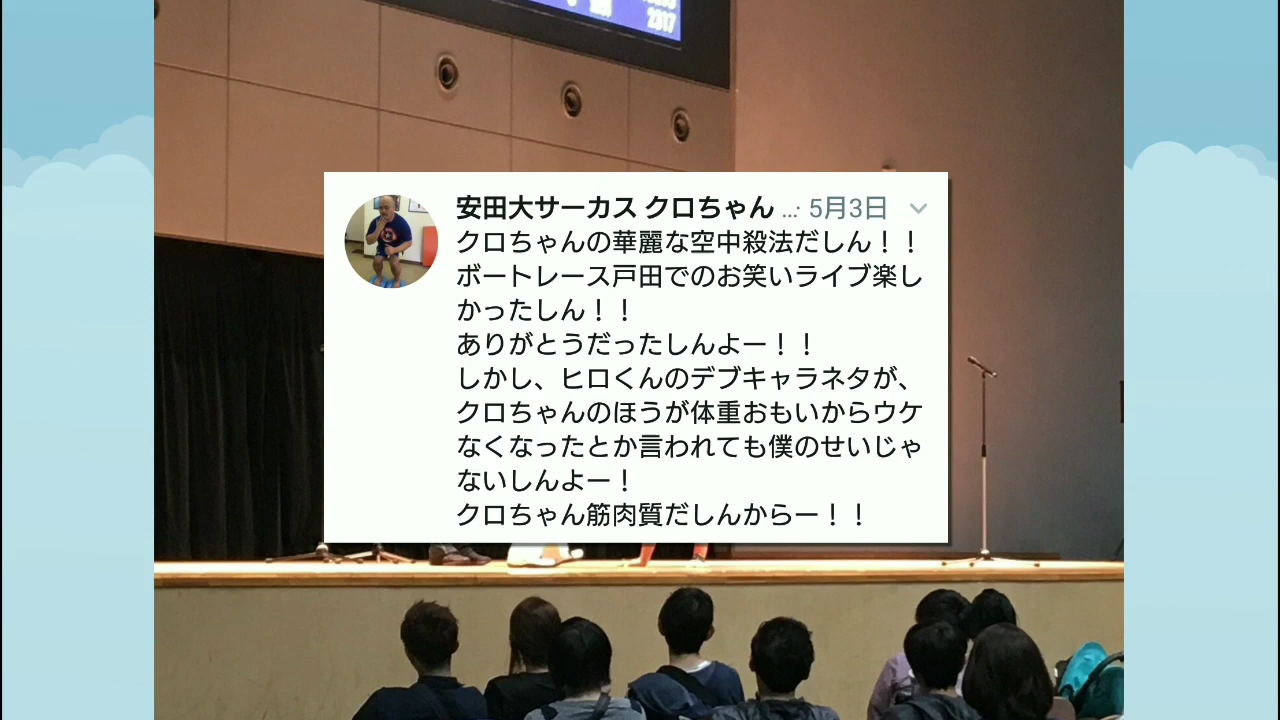 2017
安田大サーカス クロちゃん ...· 5月3日
クロちゃんの華麗な空中殺法だしん！！
ボートレース戸田でのお笑いライブ楽し
かったしん！！
ありがとうだったしんよー！！
しかし、ヒロくんのデブキャラネタが、
クロちゃんのほうが体重おもいからウケ
なくなったとか言われても僕のせいじゃ
ないしんよー！
クロちゃん筋肉質だしんからー！！